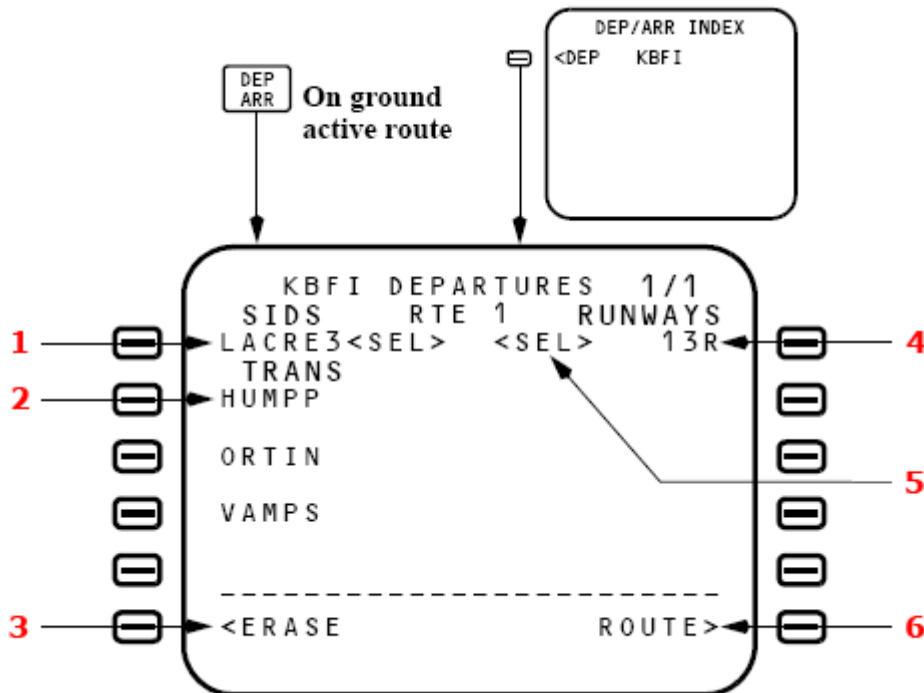 DEP/ARR INDEX
<DEP KBFI
DEP
ARR
On ground
active route
KBFI DEPARTURES 1/1
SIDS RTE 1 RUNWAYS
1 LACRE3<SEL> <SEL> 13R 4
TRANS
2 HUMPP
ORTIN
5
VAMPS
------------------------
3 <ERASE ROUTE> 6